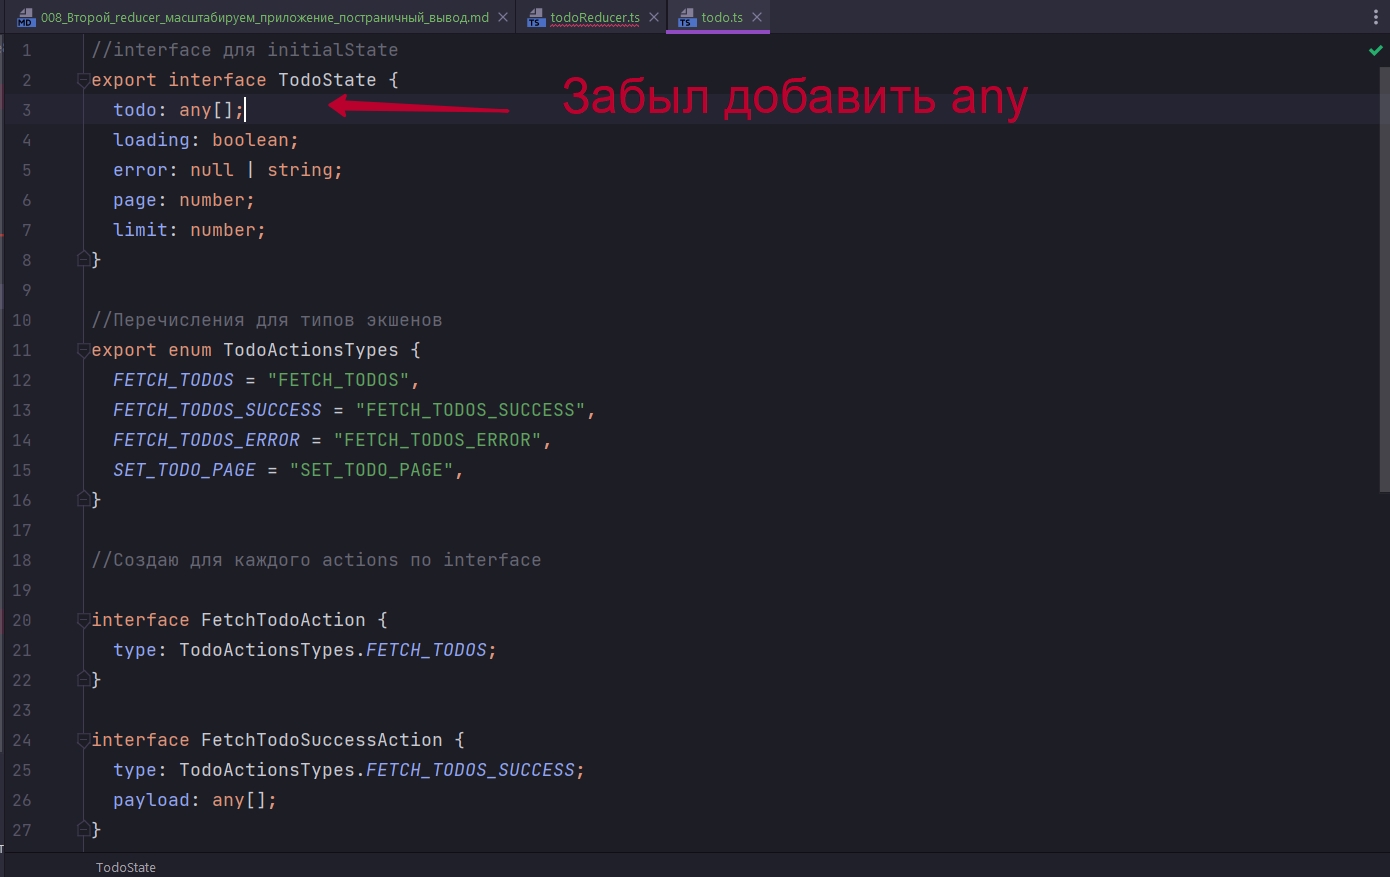 008_Второй_reducer_масштабируем_приложение_постраничный_вывод.md todoReducer.ts todo.ts
1 //interface для initialState
2 export interface TodoState {
3 todo: any[];
Забыл добавить any
4 loading: boolean;
5 error: null | string;
6 page: number;
7 limit: number;
8 }
9
10 //Перечисления для типов экшенов
11 export enum TodoActionsTypes {
12 FETCH_TODOS = "FETCH_TODOS",
13 FETCH_TODOS_SUCCESS = "FETCH_TODOS_SUCCESS",
14 FETCH_TODOS_ERROR = "FETCH_TODOS_ERROR",
15 SET_TODO_PAGE = "SET_TODO_PAGE",
16 }
17
18 //Создаю для каждого actions по interface
19
20 interface FetchTodoAction {
21 type: TodoActionsTypes.FETCH_TODOS;
22 }
23
24 interface FetchTodoSuccessAction {
25 type: TodoActionsTypes.FETCH_TODOS_SUCCESS;
26 payload: any[];
27 }
TodoState